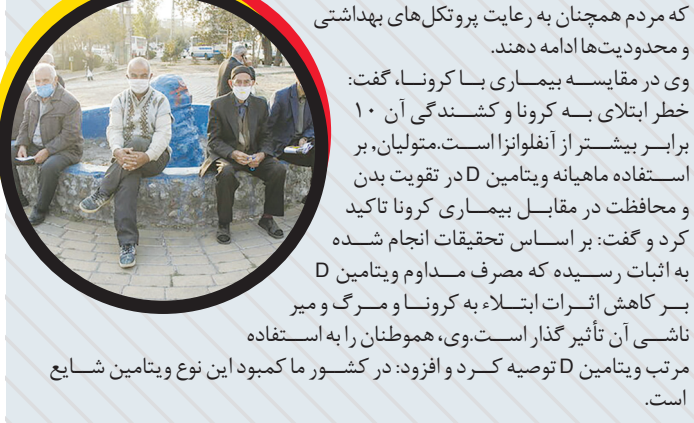 که مردم همچنان به رعایت پروتکل‌های بهداشتی
و محدودیت‌ها ادامه دهند.
وی در مقایسه بیماری با کرونا، گفت:
خطر ابتلای به کرونا و کشندگی آن ۱۰
برابر بیشتر از آنفلوانزا است.متولیان, بر
استفاده ماهیانه ویتامین D در تقویت بدن
و محافظت در مقابل بیماری کرونا تاکید
کرد و گفت: بر اساس تحقیقات انجام شده
به اثبات رسیده که مصرف مداوم ویتامین D
بر کاهش اثرات ابتلاء به کرونا و مرگ و میر
ناشی آن تأثیر گذار است.وی، هموطنان را به استفاده
مرتب ویتامین D توصیه کرد و افزود: در کشور ما کمبود این نوع ویتامین شایع
است.